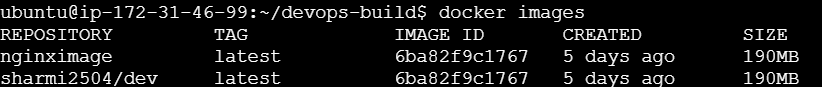 ubuntu@ip-172-31-46-99:~/devops-build$ docker images
REPOSITORY TAG IMAGE ID CREATED SIZE
nginximage latest 6ba82f9c1767 5 days ago 190MB
sharmi2504/dev latest 6ba82f9c1767 5 days ago 190MB